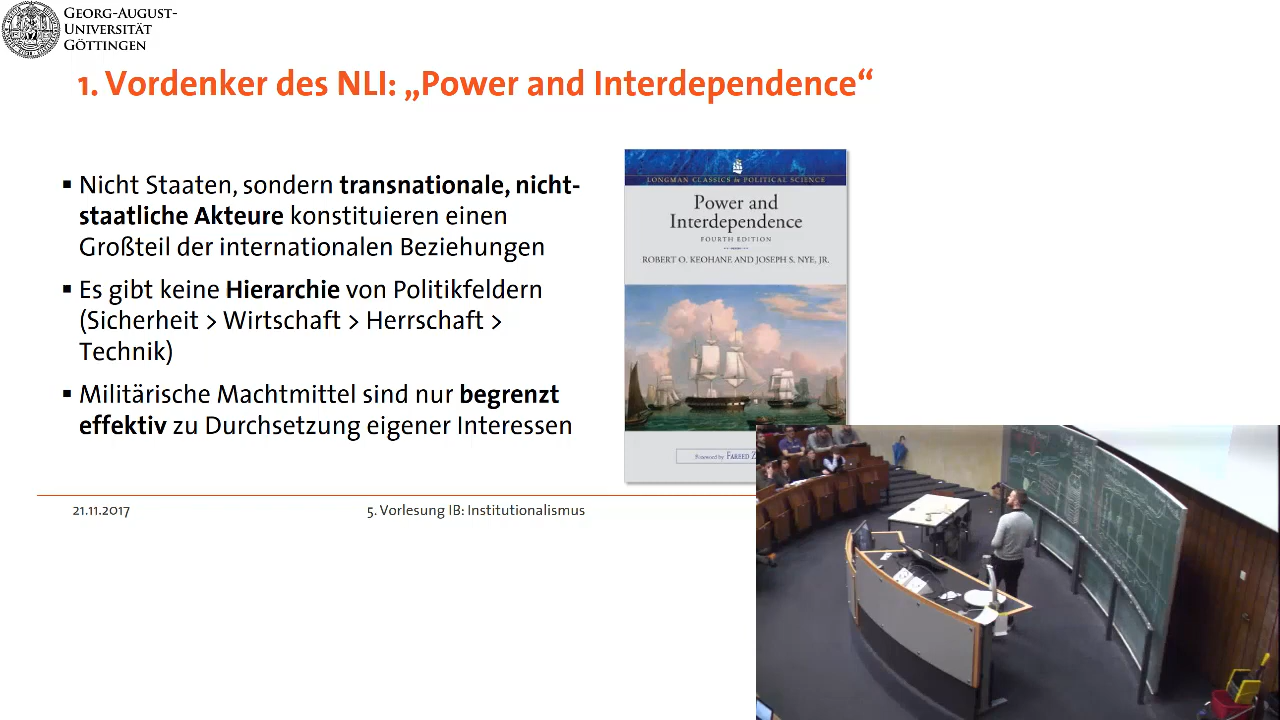 GEORG-AUGUST-
UNIVERSITÄT
GÖTTINGEN
1. Vordenker des NLI: „Power and Interdependence“
▪ Nicht Staaten, sondern transnationale, nicht-
staatliche Akteure konstituieren einen
Großteil der internationalen Beziehungen
▪ Es gibt keine Hierarchie von Politikfeldern
(Sicherheit > Wirtschaft > Herrschaft >
Technik)
▪ Militärische Machtmittel sind nur begrenzt
effektiv zu Durchsetzung eigener Interessen
LONGMAN CLASSICS in POLITICAL SCIENCE
Power and
Interdependence
FOURTH EDITION
ROBERT O. KEOHANE AND JOSEPH S. NYE, JR.
Foreword by FAREED Z
21.11.2017
5. Vorlesung IB: Institutionalismus